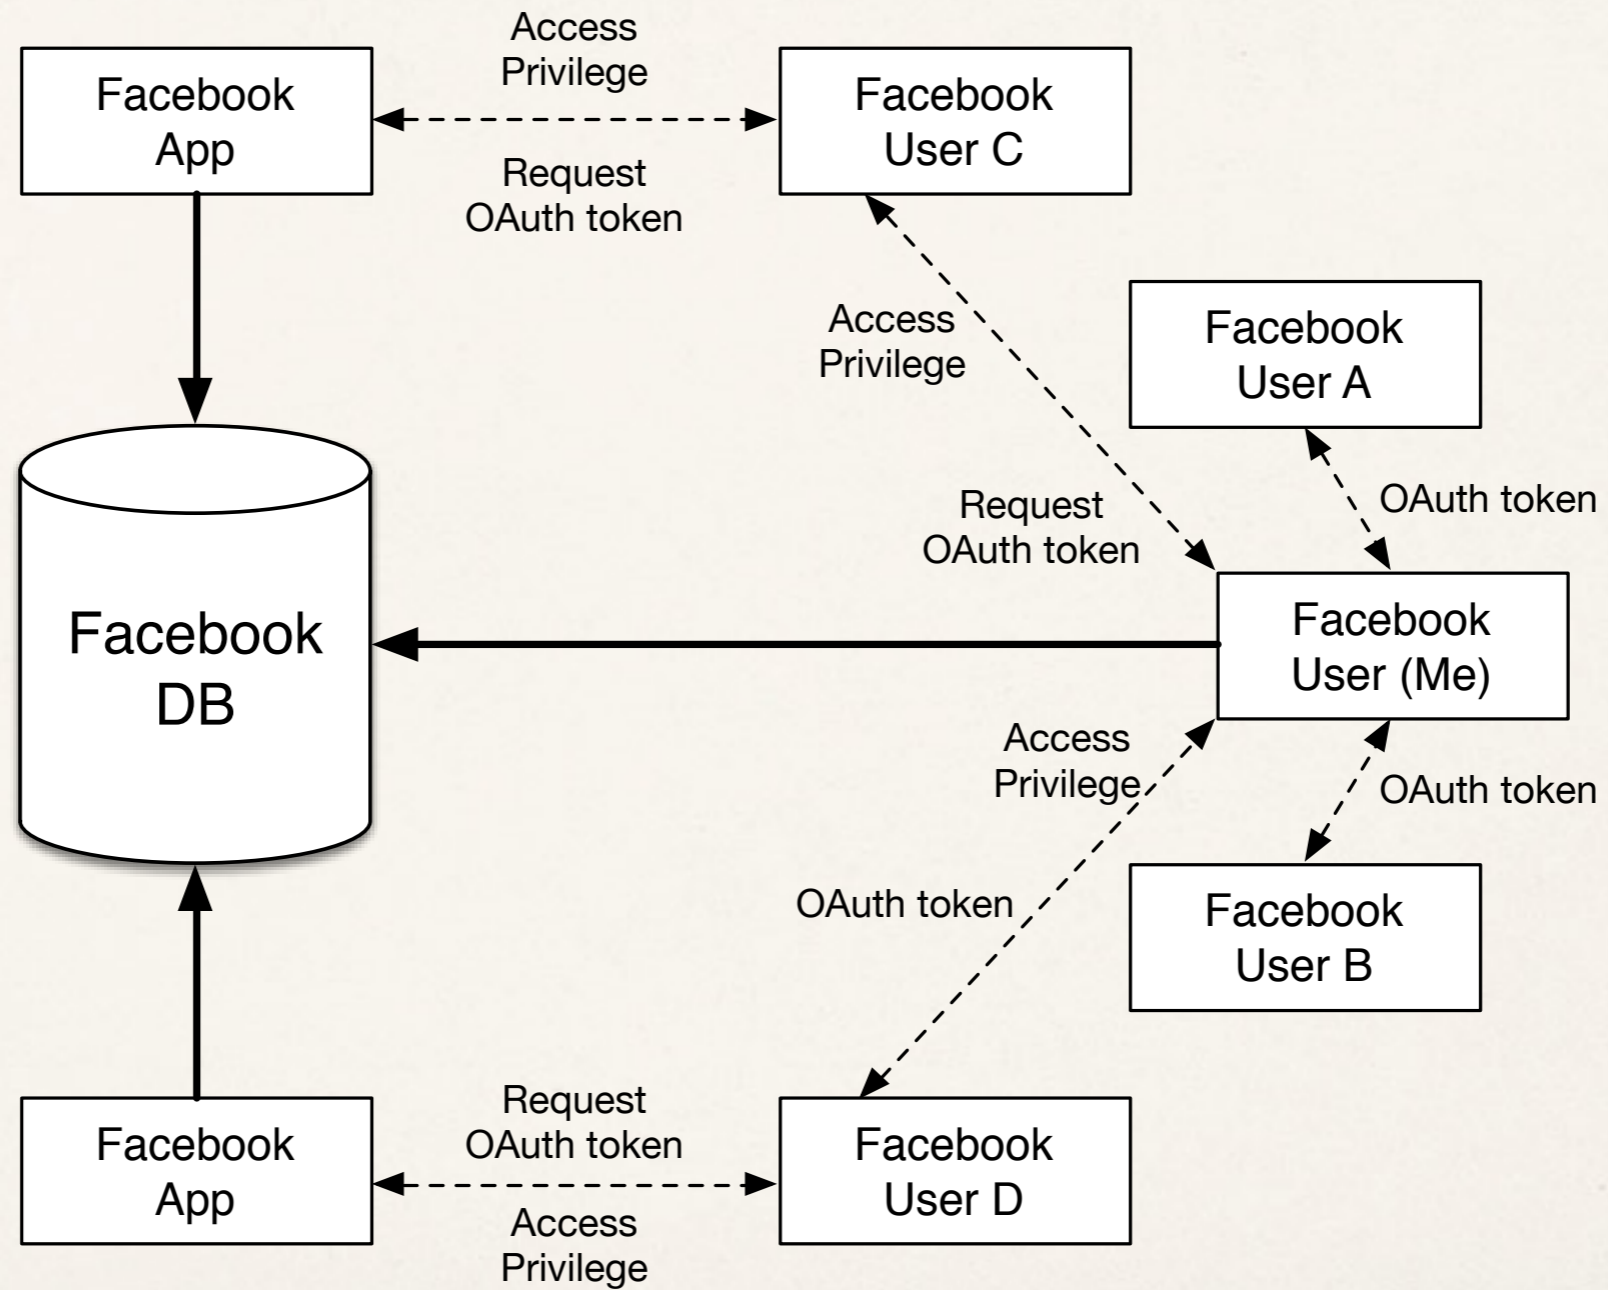 Access
Privilege
Facebook
App
Facebook
User C
Request
OAuth token
Facebook
User A
Access
Privilege
OAuth token
Request
OAuth token
Facebook
DB
Facebook
User (Me)
Access
Privilege
OAuth token
OAuth token
Facebook
User B
Request
OAuth token
Facebook
App
Facebook
User D
Access
Privilege